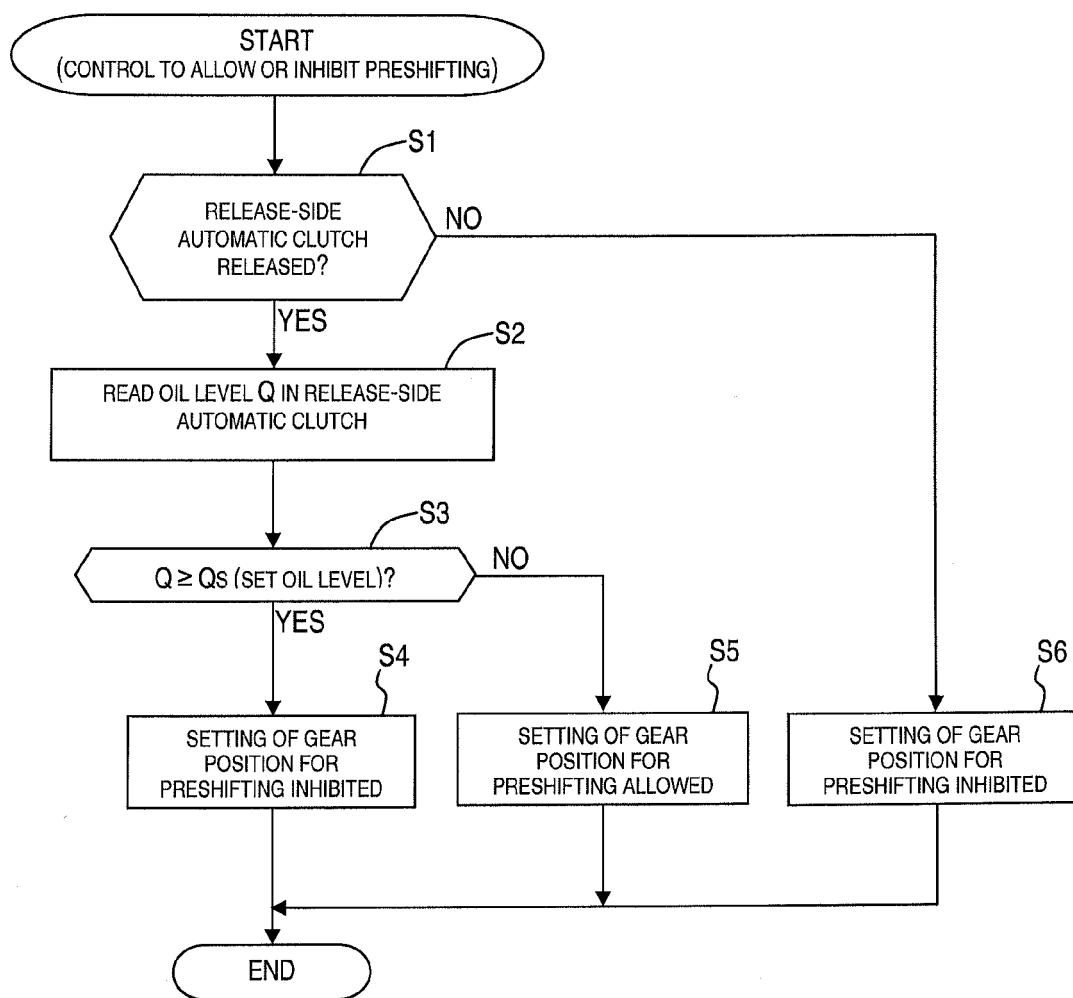 START
(CONTROL TO ALLOW OR INHIBIT PRESHIFTING)
S1
RELEASE-SIDE
AUTOMATIC CLUTCH
RELEASED?
NO
YES
S2
READ OIL LEVEL Q IN RELEASE-SIDE
AUTOMATIC CLUTCH
S3
Q ≥ QS (SET OIL LEVEL)?
NO
YES
S4
SETTING OF GEAR
POSITION FOR
PRESHIFTING INHIBITED
S5
SETTING OF GEAR
POSITION FOR
PRESHIFTING ALLOWED
S6
SETTING OF GEAR
POSITION FOR
PRESHIFTING INHIBITED
END